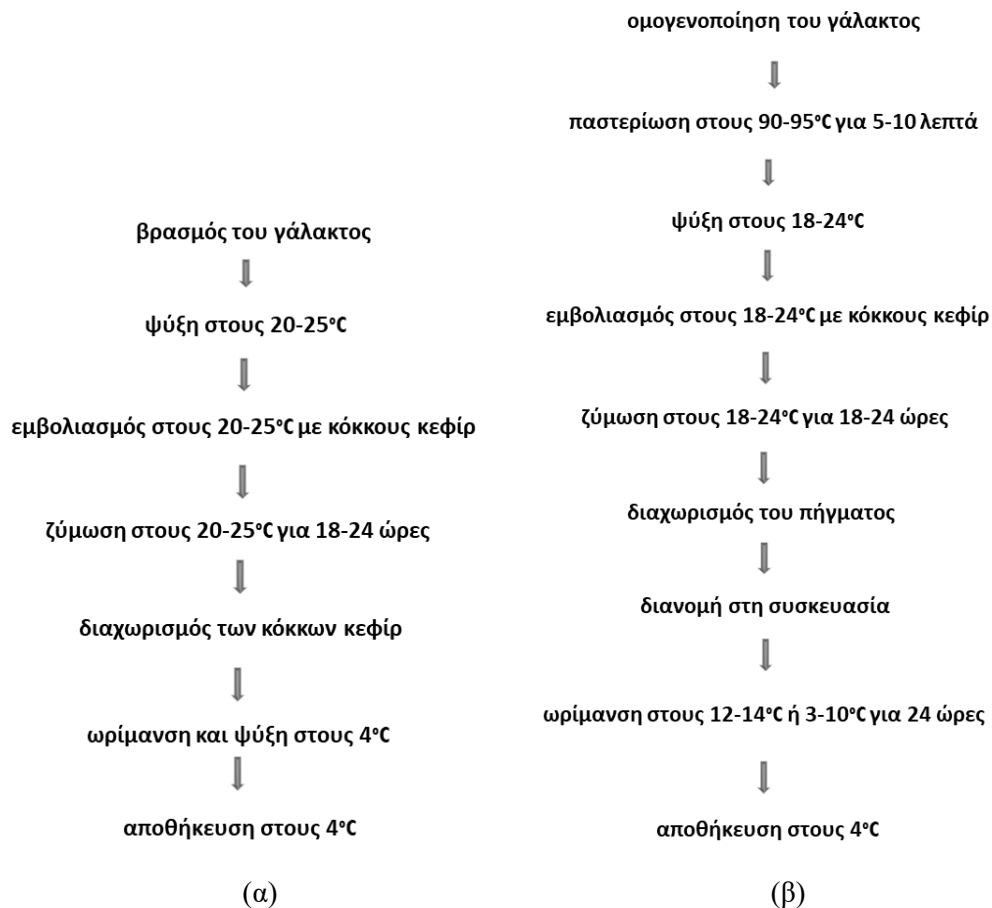 βρασμός του γάλακτος
ψύξη στους 20-25°C
εμβολιασμός στους 20-25°C με κόκκους κεφίρ
ζύμωση στους 20-25°C για 18-24 ώρες
διαχωρισμός των κόκκων κεφίρ
ωρίμανση και ψύξη στους 4°C
αποθήκευση στους 4°C
(α)
ομογενοποίηση του γάλακτος
παστερίωση στους 90-95°C για 5-10 λεπτά
ψύξη στους 18-24°C
εμβολιασμός στους 18-24°C με κόκκους κεφίρ
ζύμωση στους 18-24°C για 18-24 ώρες
διαχωρισμός του πήγματος
διανομή στη συσκευασία
ωρίμανση στους 12-14°C ή 3-10°C για 24 ώρες
αποθήκευση στους 4°C
(β)